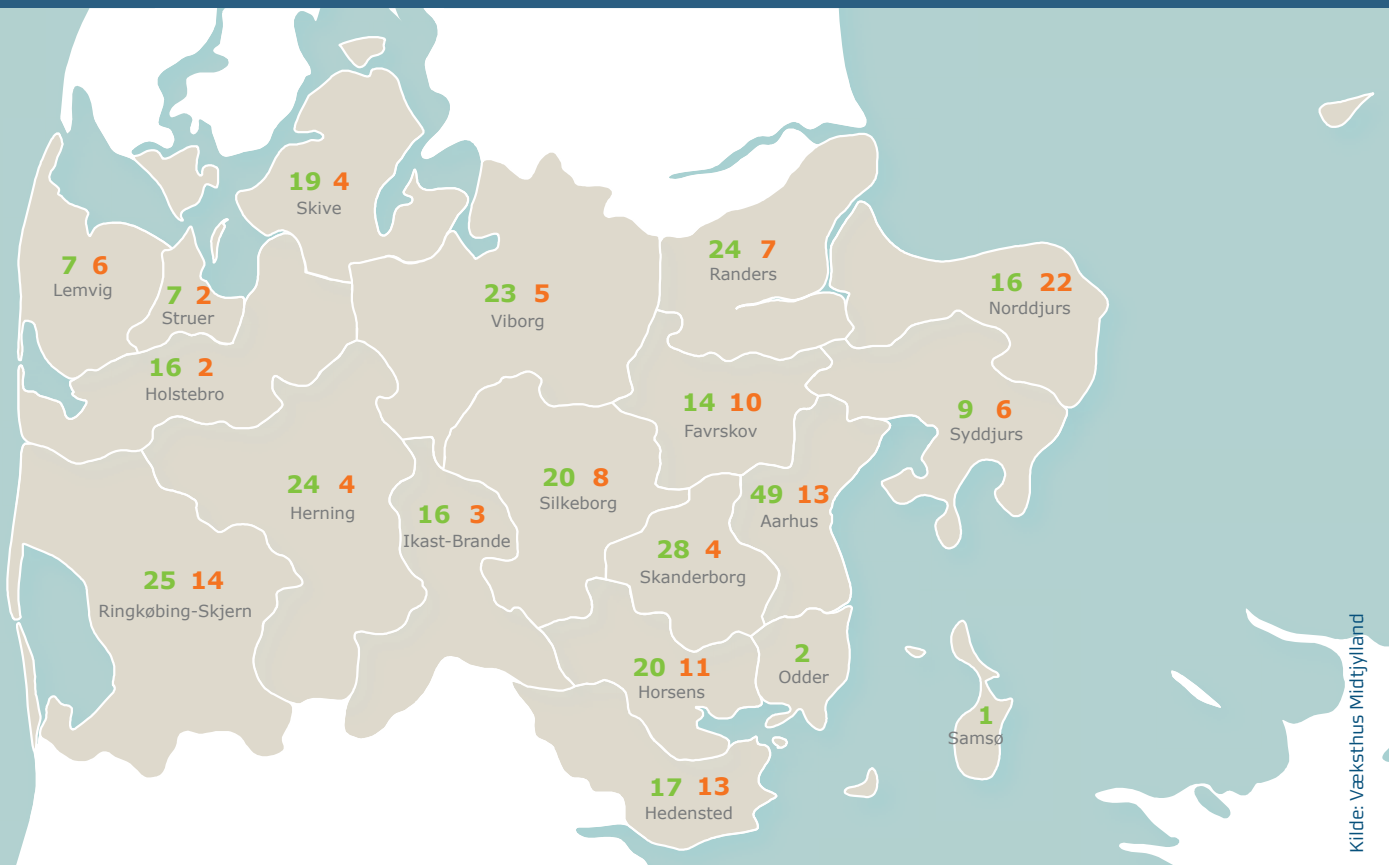 19 4
Skive
24 7
Randers
7 6
Lemvig
16 22
Norddjurs
7 2
Struer
23 5
Viborg
16 2
Holstebro
14 10
Favrskov
9 6
Syddjurs
24 4
Herning
20 8
Silkeborg
49 13
Aarhus
16 3
Ikast-Brande
28 4
Skanderborg
25 14
Ringkøbing-Skjern
20 11
Horsens
2
Odder
1
Samsø
17 13
Hedensted
Kilde: Væksthus Midtjylland